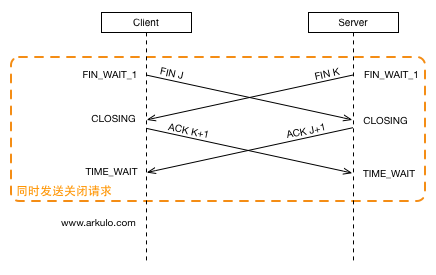 Client Server
FIN_WAIT_1 FIN J FIN K FIN_WAIT_1
CLOSING CLOSING
ACK K+1 ACK J+1
TIME_WAIT TIME_WAIT
同时发送关闭请求
www.arkulo.com